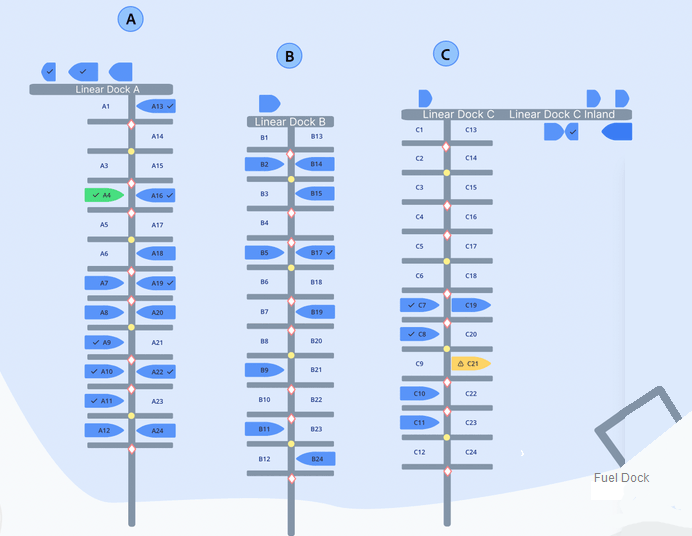 A
B
C
Linear Dock A
A1 A13
A14
A3 A15
A4 A16
A5 A17
A6 A18
A7 A19
A8 A20
A9 A21
A10 A22
A11 A23
A12 A24
Linear Dock B
B1 B13
B2 B14
B3 B15
B4
B5 B17
B6 B18
B7 B19
B8 B20
B9 B21
B10 B22
B11 B23
B12 B24
Linear Dock C Linear Dock C Inland
C1 C13
C2 C14
C3 C15
C4 C16
C5 C17
C6 C18
C7 C19
C8 C20
C9 C21
C10 C22
C11 C23
C12 C24
Fuel Dock